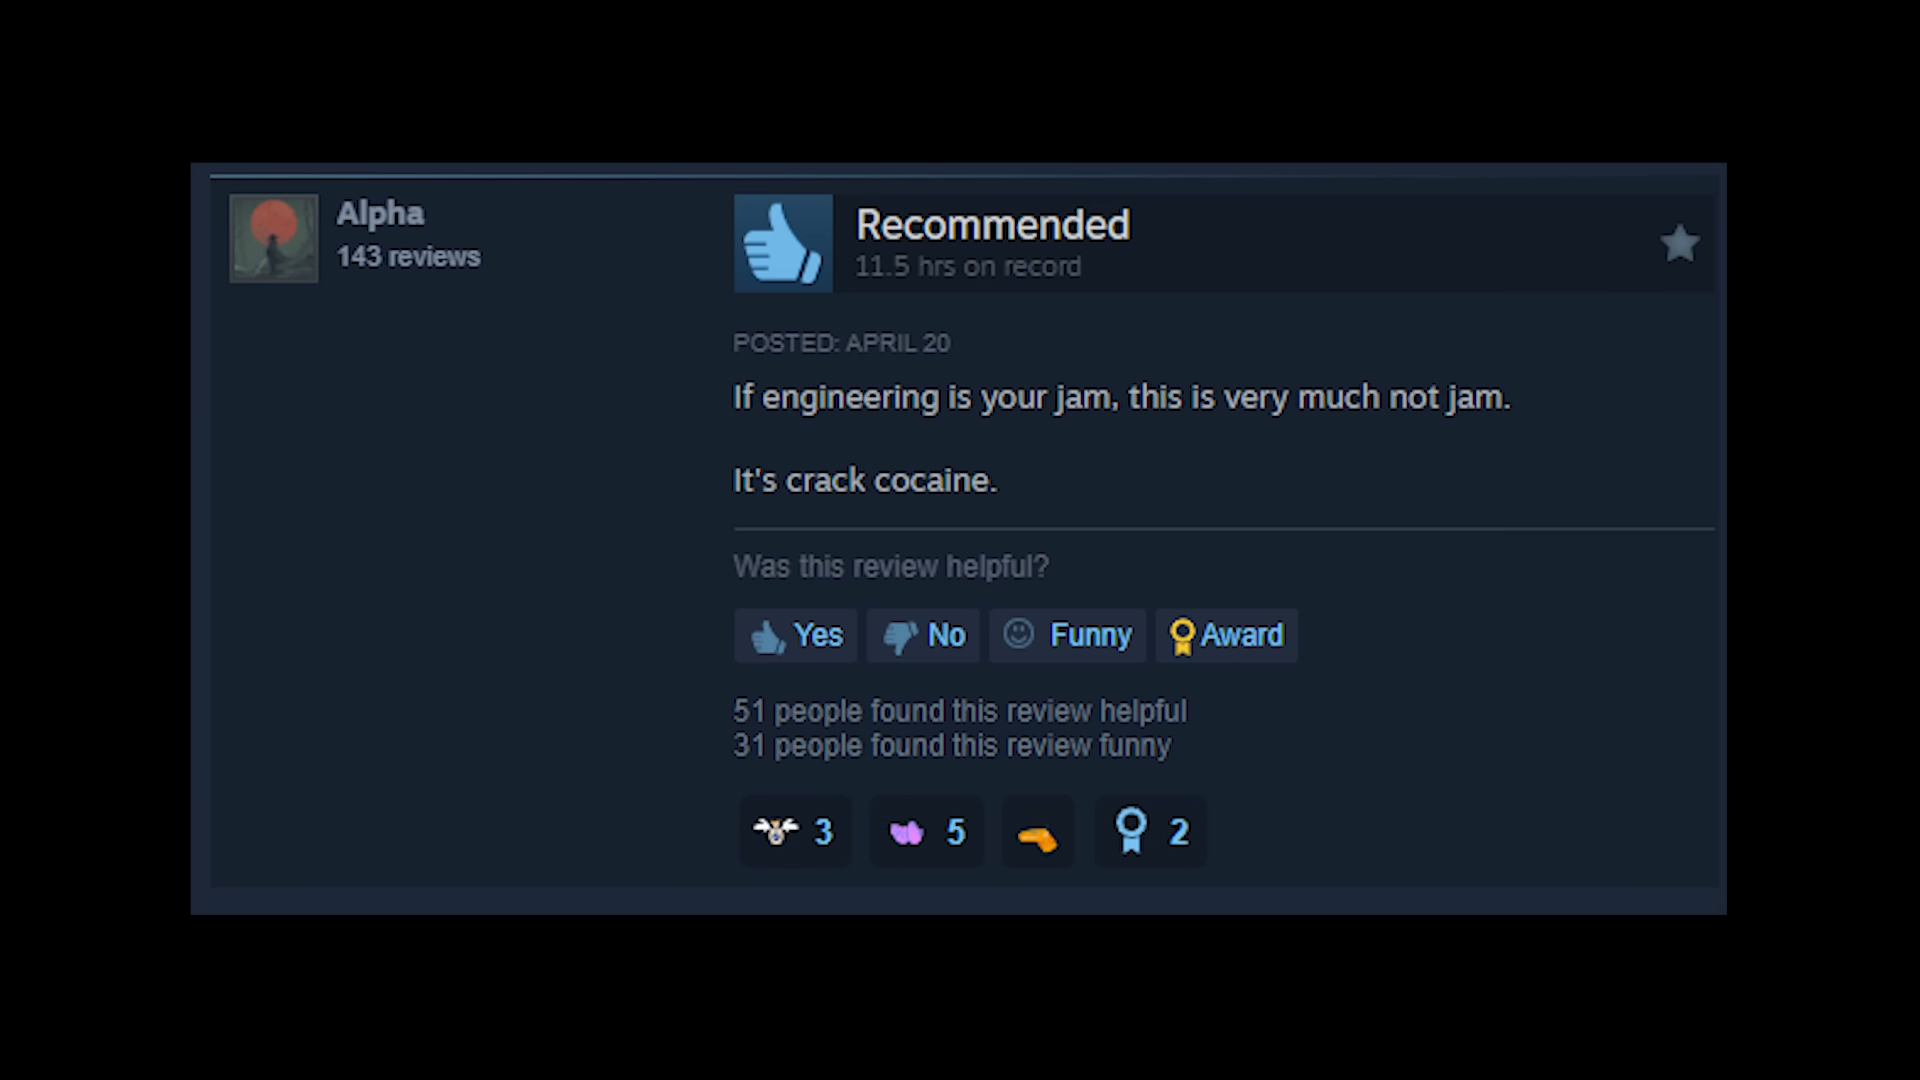 Alpha
143 reviews
Recommended
11.5 hrs on record
POSTED: APRIL 20
If engineering is your jam, this is very much not jam.
It's crack cocaine.
Was this review helpful?
Yes No Funny Award
51 people found this review helpful
31 people found this review funny
3 5 2